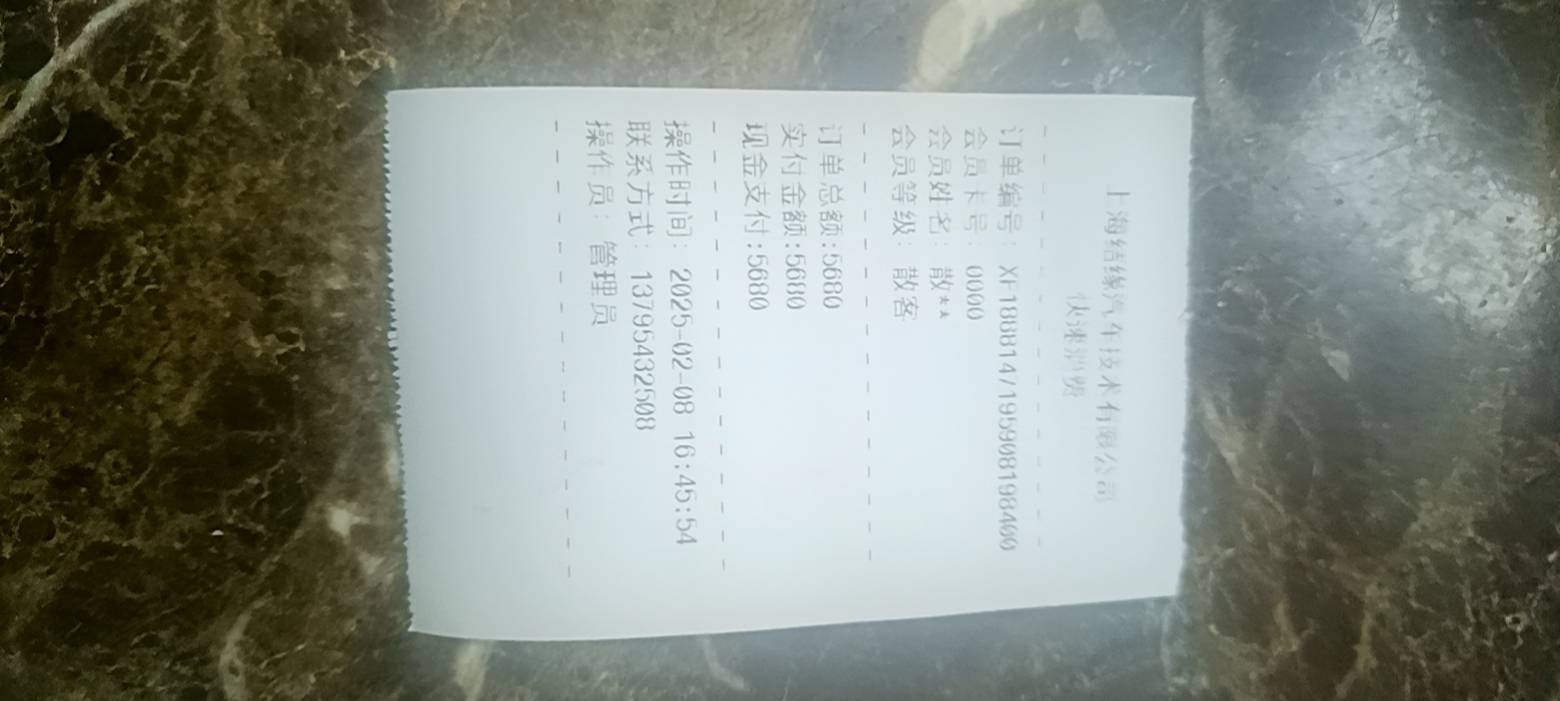 上海结缘汽车技术有限公司
快速消费
- - - - - - - - - - - - - - -
订单编号: XF1888147195908198400
会员卡号: 0000
会员姓名: 散**
会员等级: 散客
- - - - - - - - - - - - - - -
订单总额:5680
实付金额:5680
现金支付:5680
- - - - - - - - - - - - - - -
操作时间: 2025-02-08 16:45:54
联系方式: 13795432508
操作员: 管理员
- - - - - - - - - - - - - - -